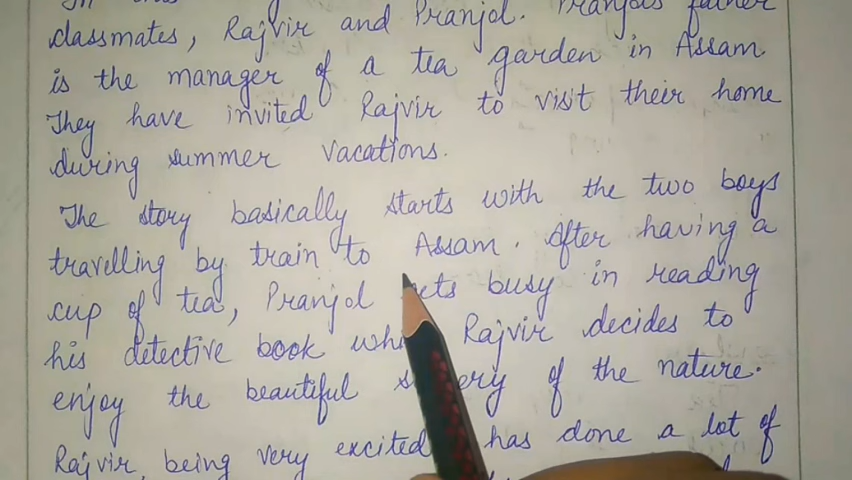 classmates, Rajvir and Pranjol. Pranjol's father
is the manager of a tea garden in Assam
They have invited Rajvir to visit their home
during summer vacations.
The story basically starts with the two boys
travelling by train to Assam. After having a
cup of tea, Pranjol gets busy in reading
his detective book Rajvir decides to
enjoy the beautiful of the nature.
Rajvir, being very excited has done a lot of